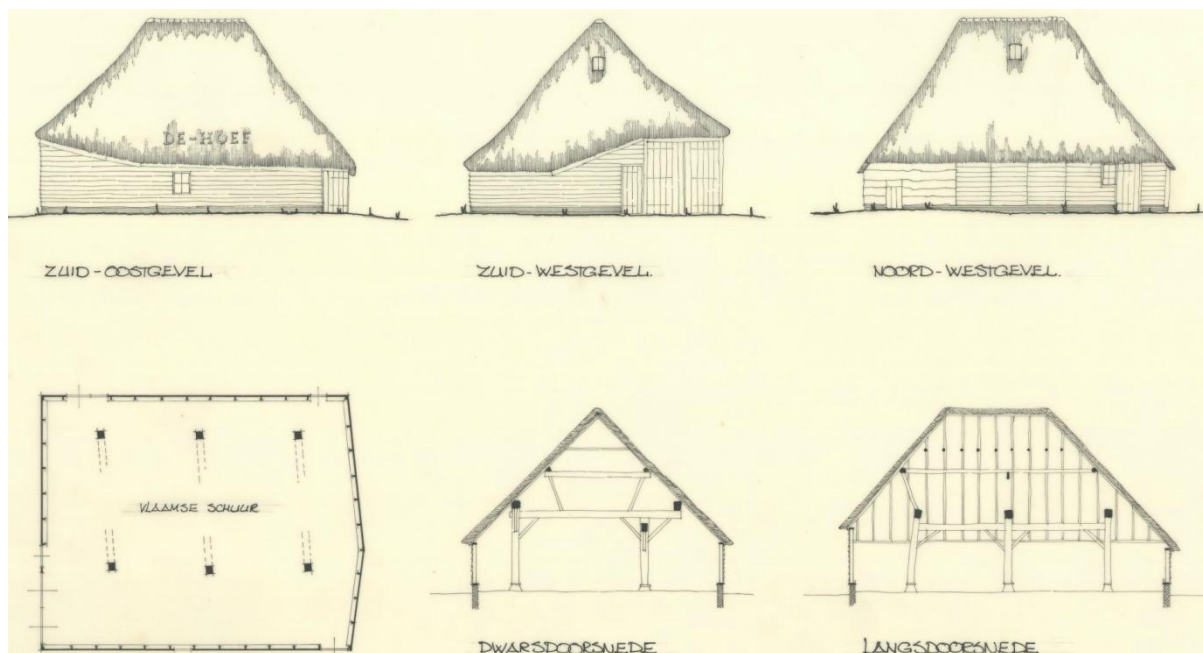 DE-HOEF
ZUID-OOSTGEVEL
ZUID-WESTGEVEL.
NOORD-WESTGEVEL.
VLAAMSE SCHUUR
DWARSDOORSNEDE
LANGSDOORSNEDE